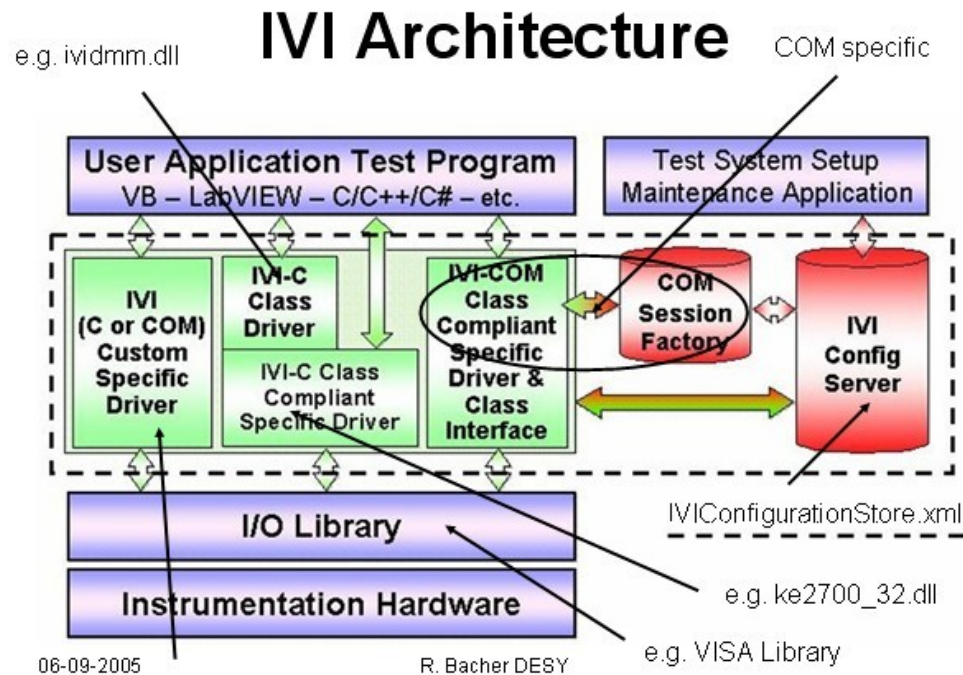 IVI Architecture
e.g. ividmm.dll
COM specific
User Application Test Program
VB – LabVIEW – C/C++/C# – etc.
Test System Setup
Maintenance Application
IVI
(C or COM)
Custom
Specific
Driver
IVI-C
Class
Driver
IVI-C Class
Compliant
Specific Driver
IVI-COM
Class
Compliant
Specific
Driver &
Class
Interface
COM
Session
Factory
IVI
Config
Server
I/O Library
IVIConfigurationStore.xml
Instrumentation Hardware
e.g. ke2700_32.dll
e.g. VISA Library
06-09-2005
R. Bacher DESY